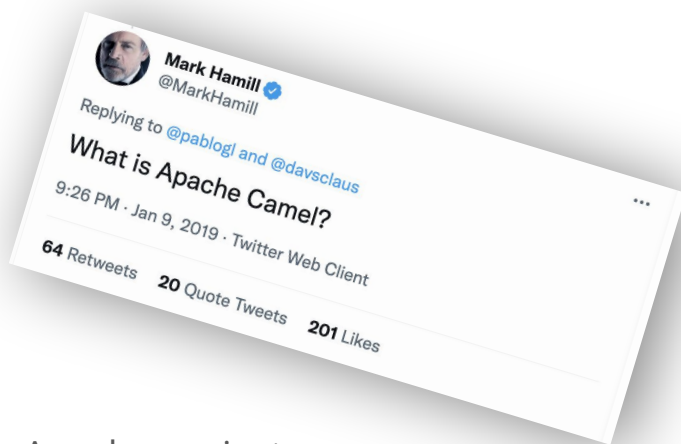 Mark Hamill
@MarkHamill
Replying to @pablogl and @davsclaus
What is Apache Camel?
9:26 PM · Jan 9, 2019 · Twitter Web Client
64 Retweets 20 Quote Tweets 201 Likes